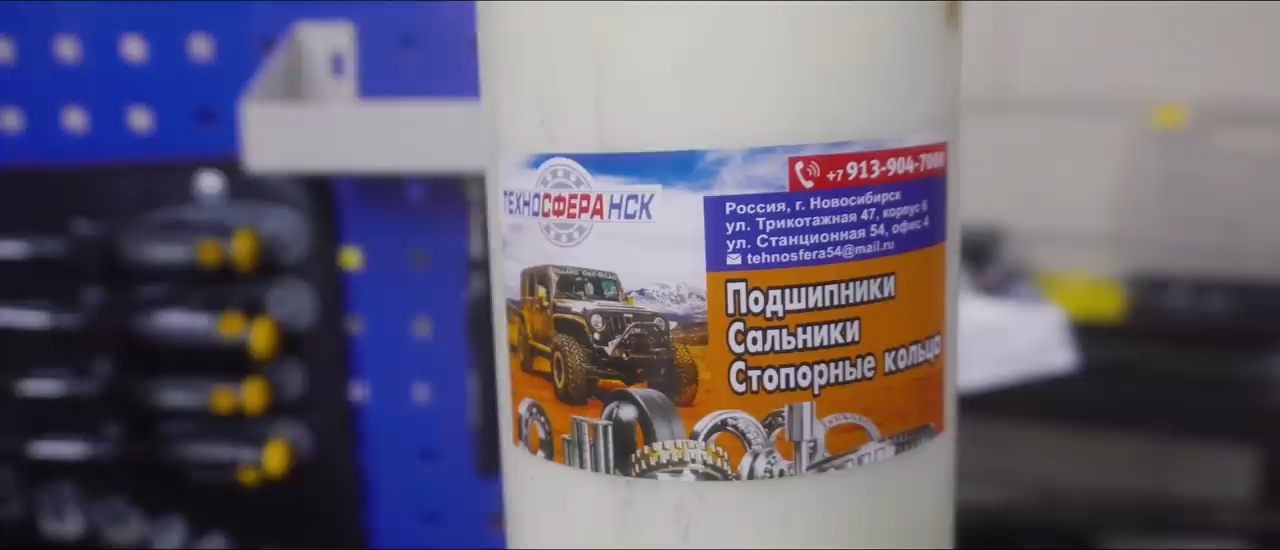 ТЕХНОСФЕРА НСК
+7 913-904-7000
Россия, г. Новосибирск
ул. Трикотажная 47, корпус 6
ул. Станционная 54, офис 4
tehnosfera54@mail.ru
Подшипники
Сальники
Стопорные кольца